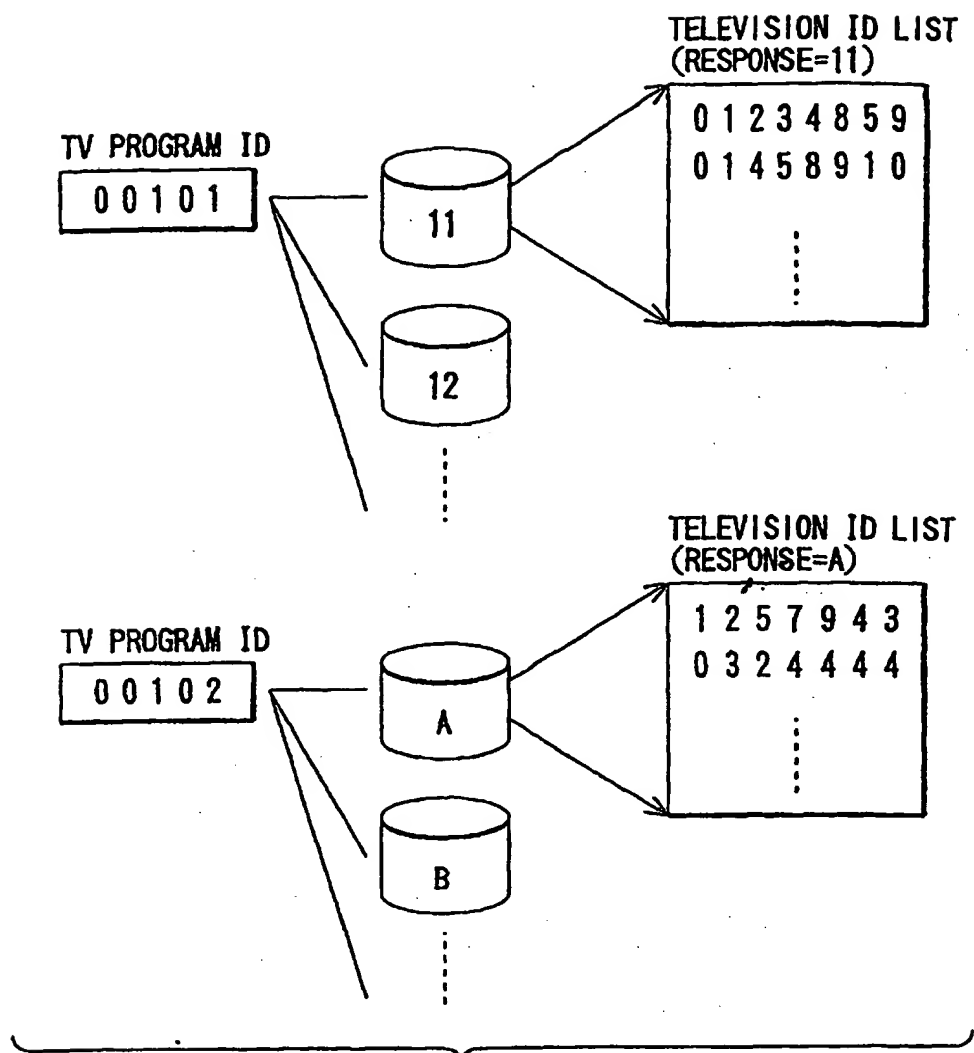 TELEVISION ID LIST
(RESPONSE=11)
0 1 2 3 4 8 5 9
0 1 4 5 8 9 1 0
TV PROGRAM ID
0 0 1 0 1
11
12
TELEVISION ID LIST
(RESPONSE=A)
1 2 5 7 9 4 3
0 3 2 4 4 4 4
TV PROGRAM ID
0 0 1 0 2
A
B